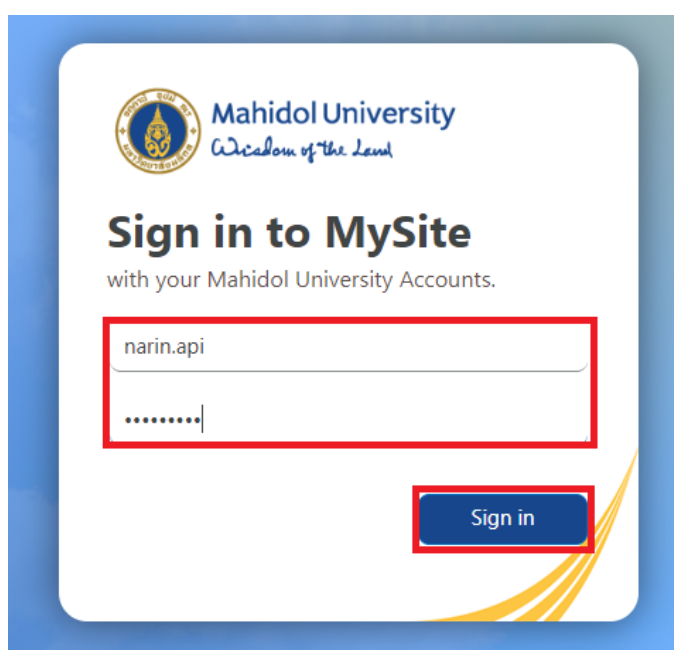 Mahidol University
Wisdom of the Land
Sign in to MySite
with your Mahidol University Accounts.
narin.api
•••••••••
Sign in